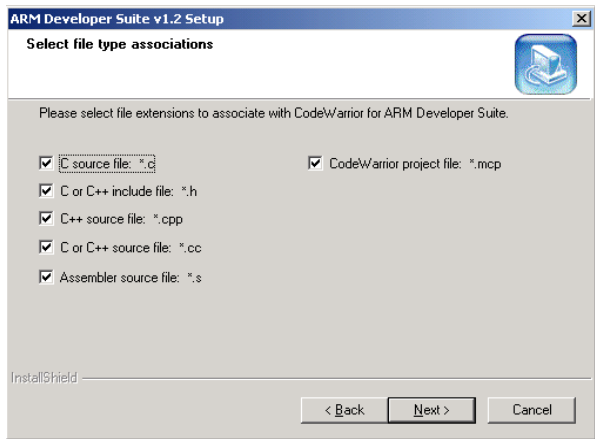 ARM Developer Suite v1.2 Setup
Select file type associations
Please select file extensions to associate with CodeWarrior for ARM Developer Suite.
C source file: *.c
CodeWarrior project file: *.mcp
C or C++ include file: *.h
C++ source file: *.cpp
C or C++ source file: *.cc
Assembler source file: *.s
InstallShield
< Back
Next >
Cancel